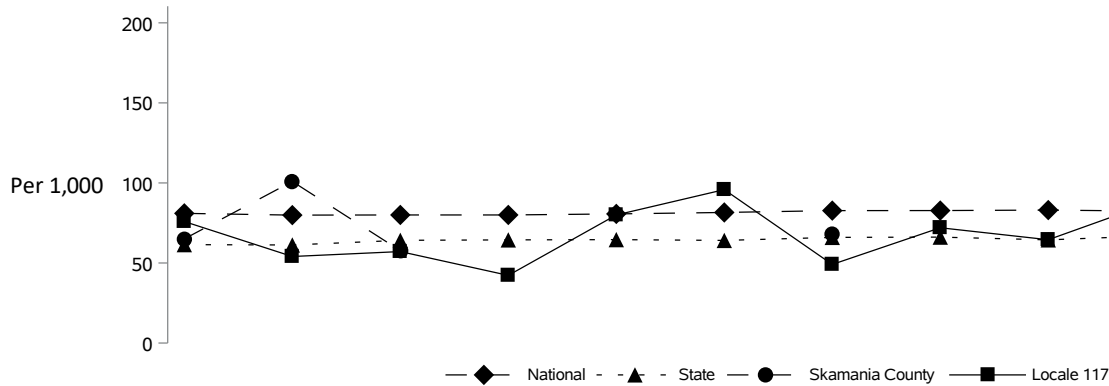 200
150
Per 1,000
100
50
0
National
State
Skamania County
Locale 117